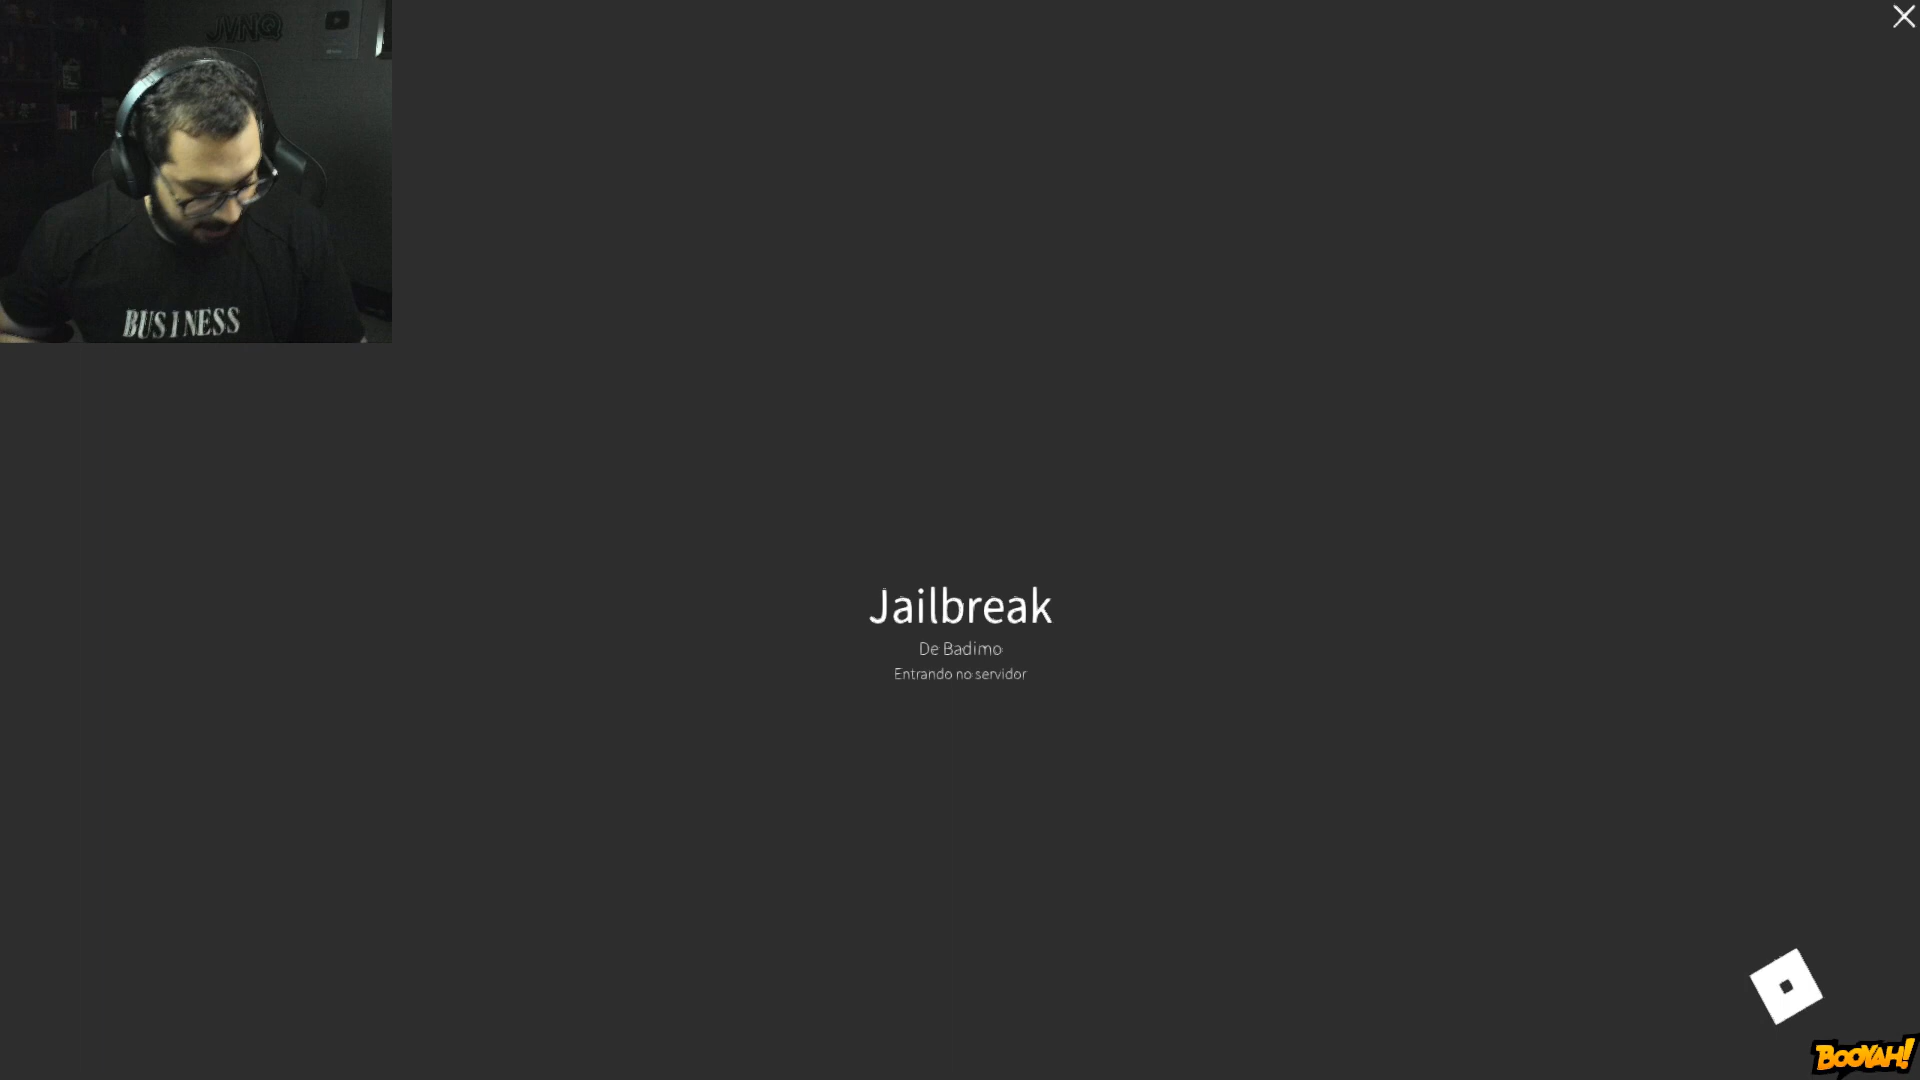 JVNQ
BUSINESS
Jailbreak
De Badimo
Entrando no servidor
BOOYAH!